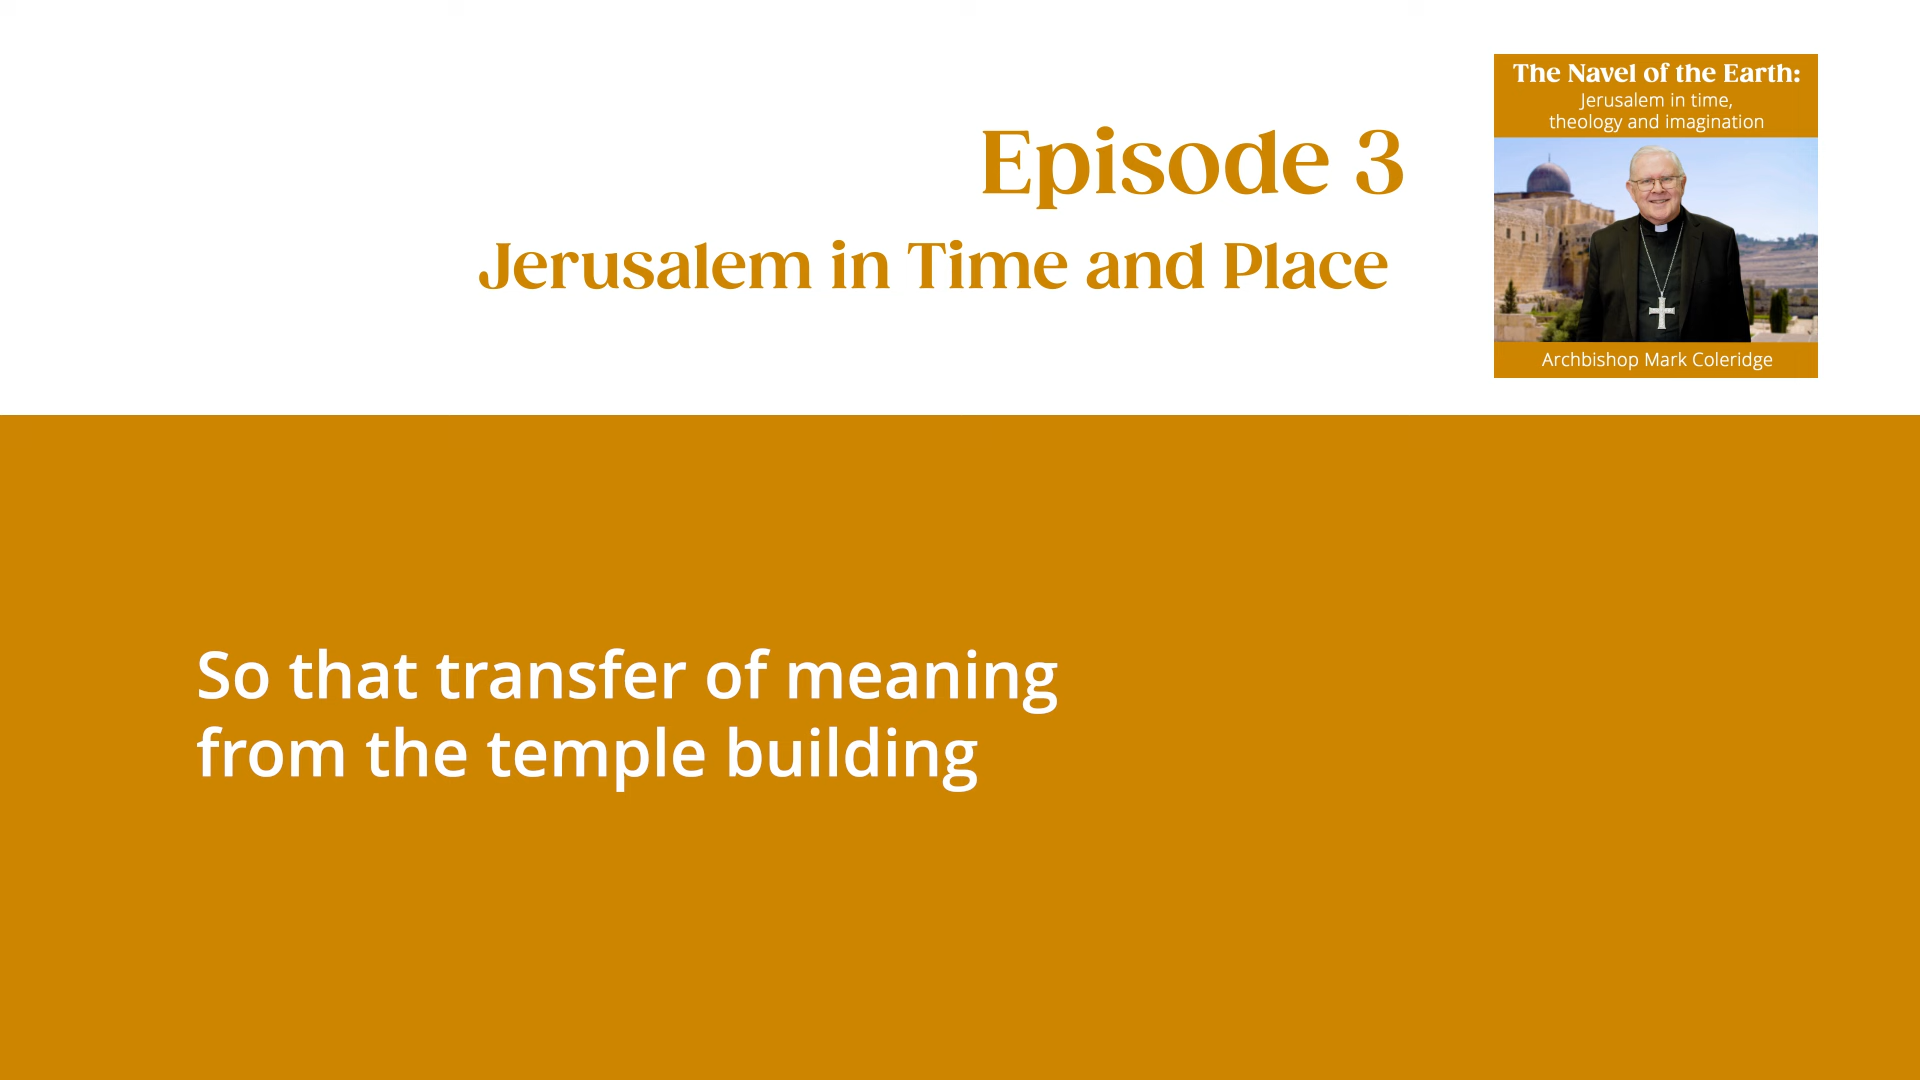 Episode 3
Jerusalem in Time and Place
The Navel of the Earth:
Jerusalem in time,
theology and imagination
Archbishop Mark Coleridge
So that transfer of meaning
from the temple building